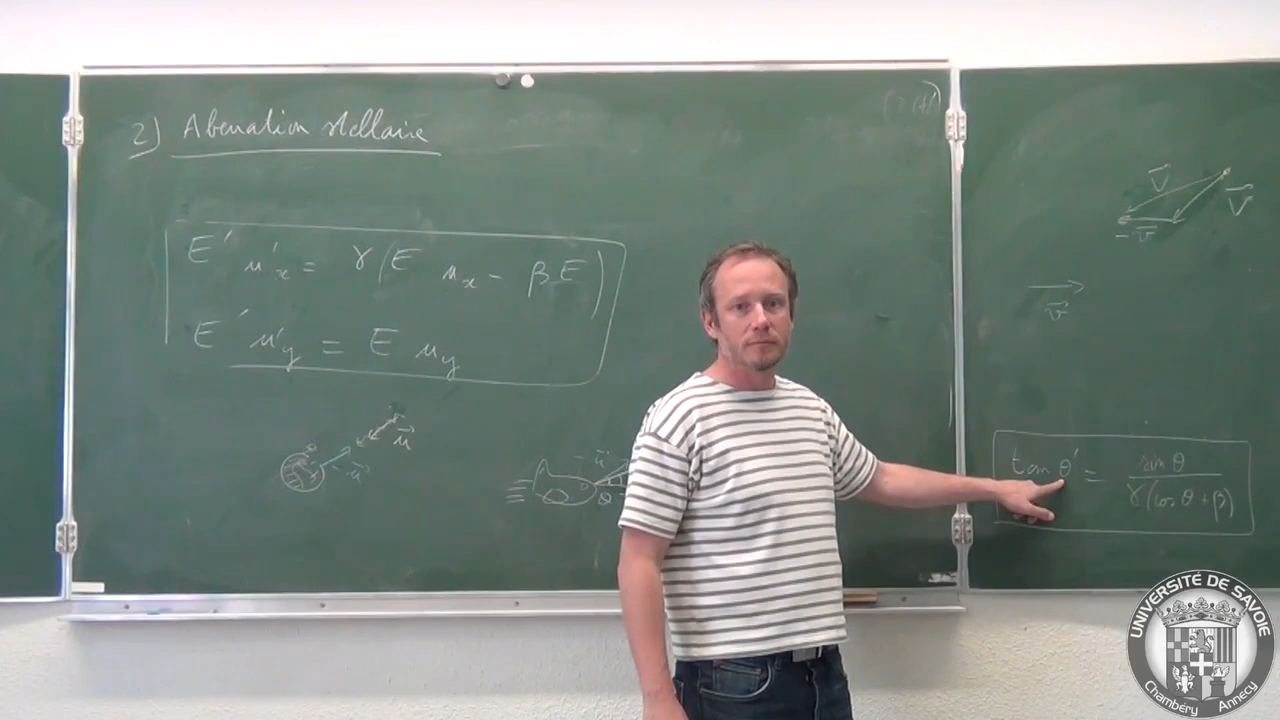 2) Aberration stellaire
E' u'x = γ(E ux - βE)
E' u'y = E uy
u⃗
-u⃗
-u⃗
θ
V⃗
V⃗
-v⃗
v⃗
tan θ' = sin θ / γ(cos θ + β)
UNIVERSITÉ DE SAVOIE
Chambéry Annecy